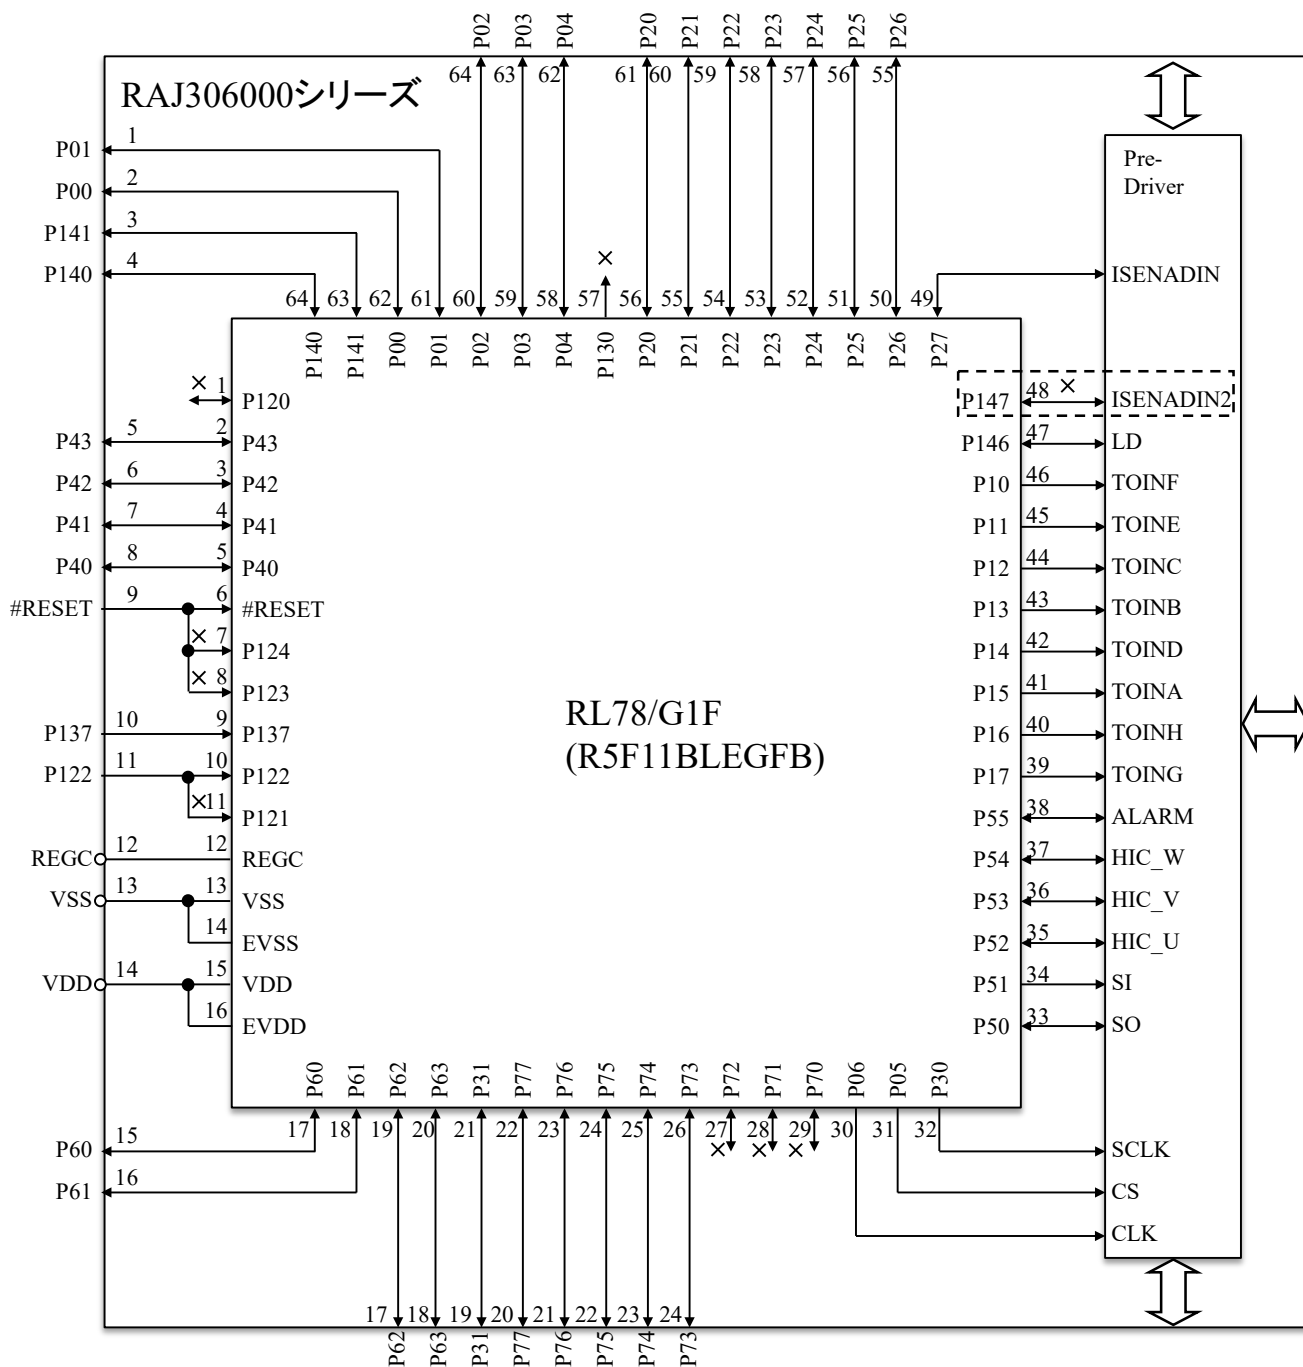 P02 P03 P04 P20 P21 P22 P23 P24 P25 P26
64 63 62 61 60 59 58 57 56 55
RAJ306000シリーズ
P01 1
P00 2
P141 3
P140 4
64 63 62 61 60 59 58 57 56 55 54 53 52 51 50 49
× 
P140 P141 P00 P01 P02 P03 P04 P130 P20 P21 P22 P23 P24 P25 P26 P27
Pre-
Driver
ISENADIN
× 1 P120
P147 48 × ISENADIN2
P43 5 2 P43
P146 47 LD
P42 6 3 P42
P10 46 TOINF
P41 7 4 P41
P11 45 TOINE
P40 8 5 P40
P12 44 TOINC
#RESET 9 6 #RESET
P13 43 TOINB
× 7 P124
P14 42 TOIND
× 8 P123
P15 41 TOINA
RL78/G1F
(R5F11BLEGFB)
P137 10 9 P137
P16 40 TOINH
P122 11 10 P122
P17 39 TOING
×11 P121
P55 38 ALARM
REGC 12 12 REGC
P54 37 HIC_W
VSS 13 13 VSS
P53 36 HIC_V
14 EVSS
P52 35 HIC_U
VDD 14 15 VDD
P51 34 SI
16 EVDD
P50 33 SO
P60 P61 P62 P63 P31 P77 P76 P75 P74 P73 P72 P71 P70 P06 P05 P30
17 18 19 20 21 22 23 24 25 26 27 28 29 30 31 32
× × ×
P60 15
SCLK
P61 16
CS
CLK
17 18 19 20 21 22 23 24
P62 P63 P31 P77 P76 P75 P74 P73